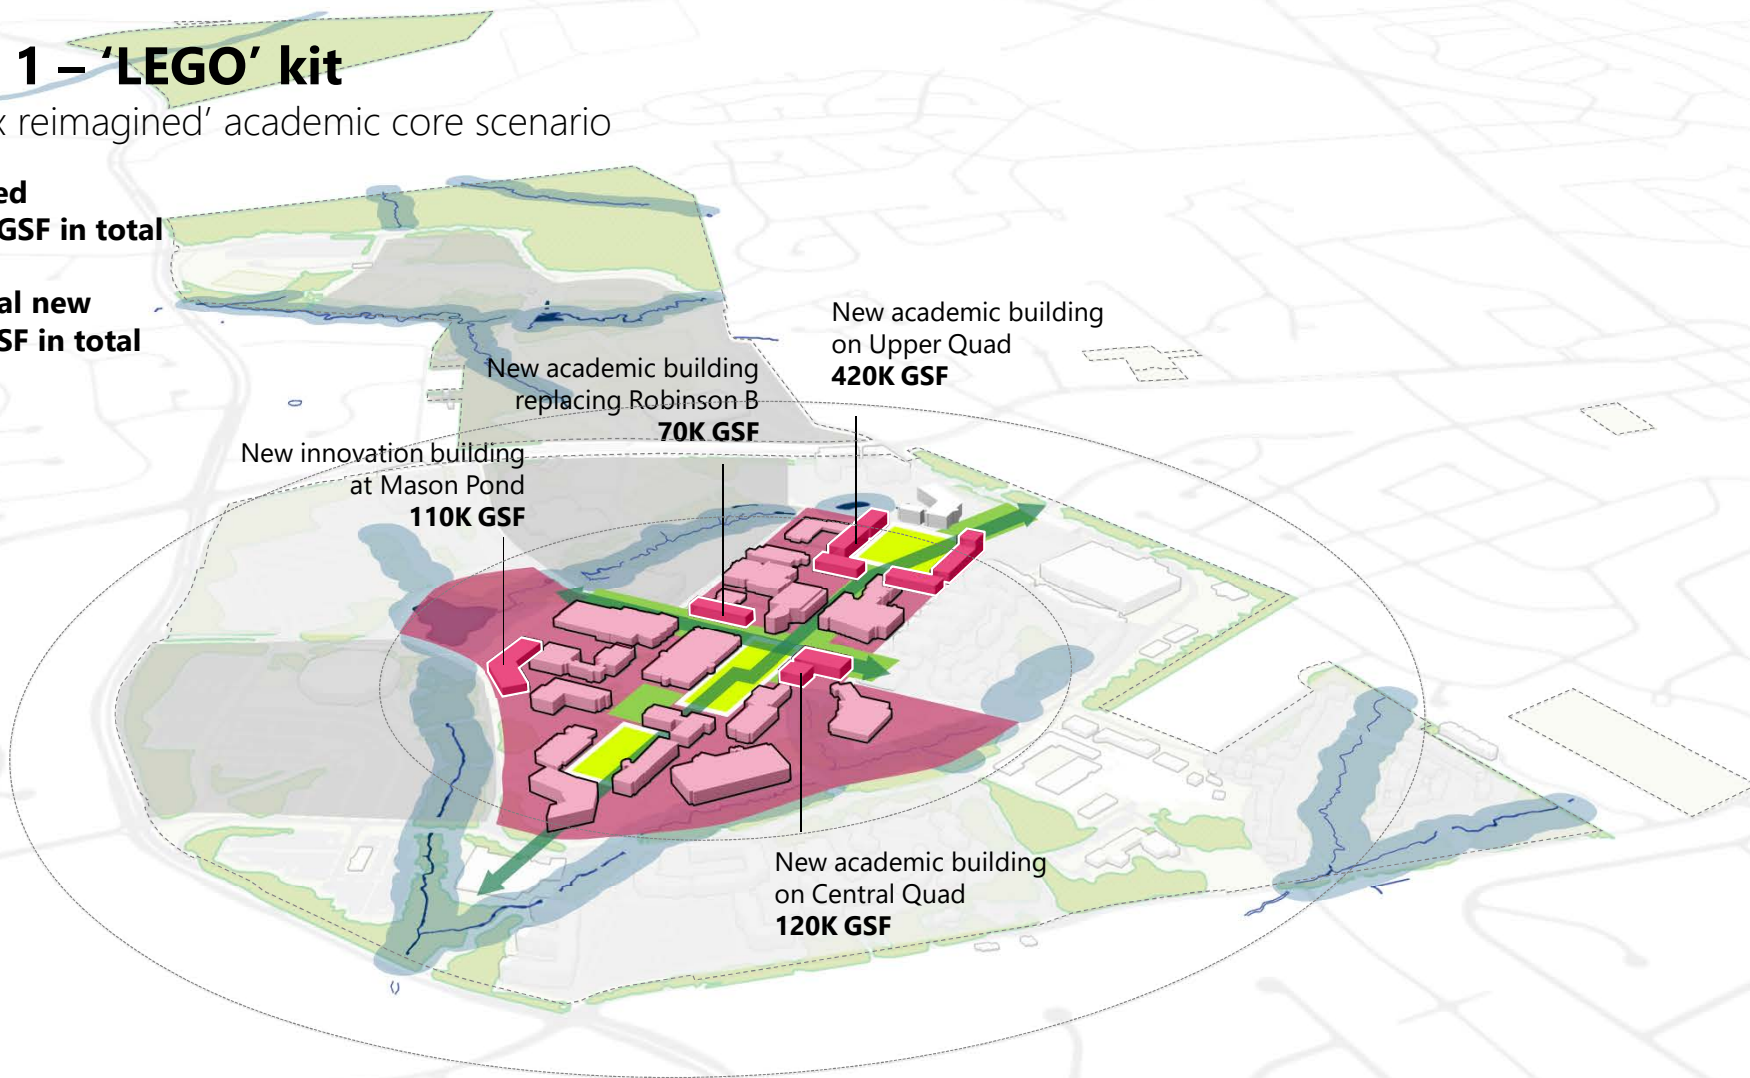 1 – ‘LEGO’ kit
x reimagined’ academic core scenario
ed
GSF in total
al new
SF in total
New academic building
on Upper Quad
420K GSF
New academic building
replacing Robinson B
70K GSF
New innovation building
at Mason Pond
110K GSF
New academic building
on Central Quad
120K GSF